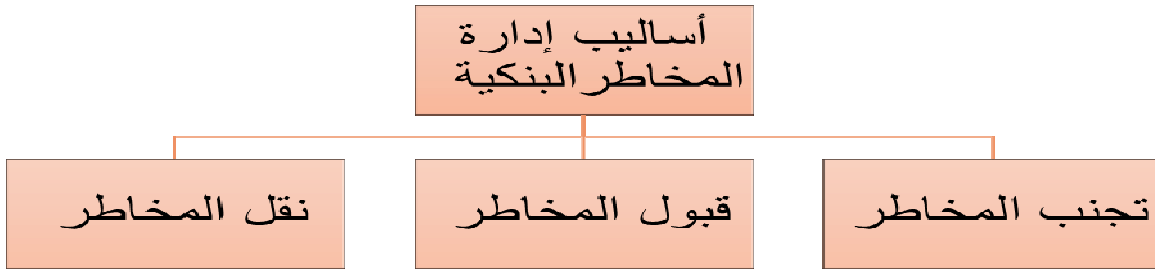 أساليب إدارة
المخاطر البنكية
تجنب المخاطر
قبول المخاطر
نقل المخاطر